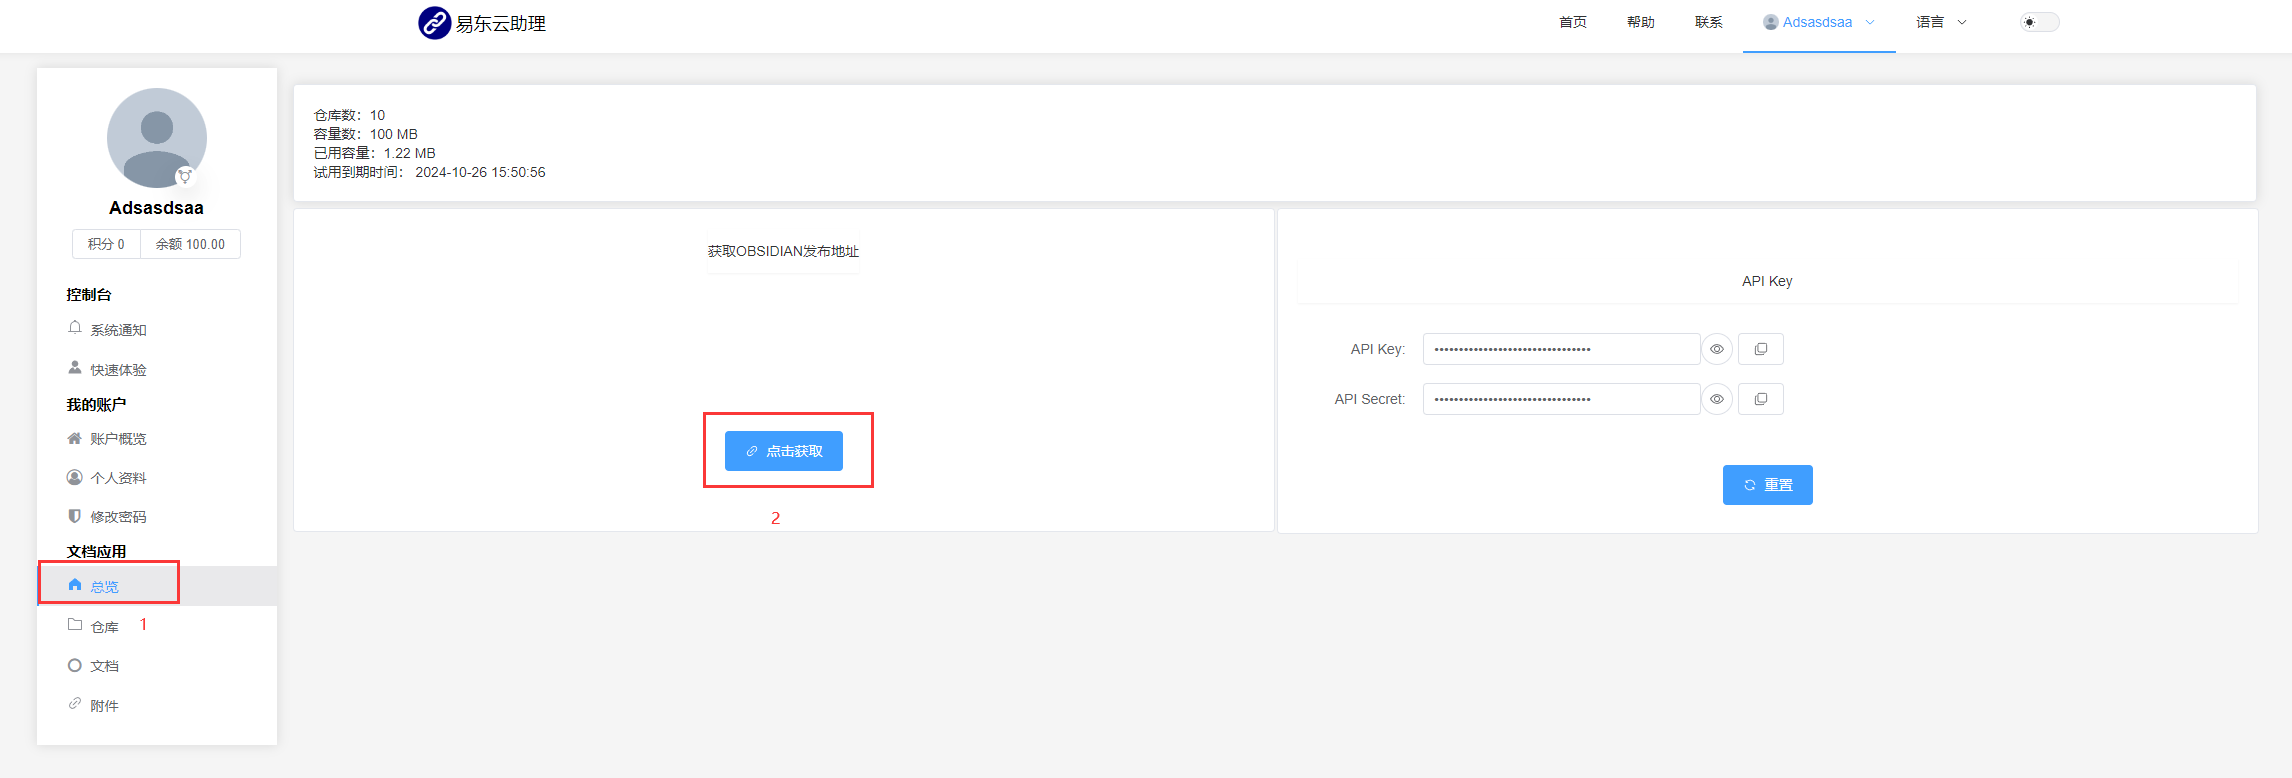 易东云助理
首页 帮助 联系 Adsasdsaa 语言
Adsasdsaa
积分 0 余额 100.00
控制台
系统通知
快速体验
我的账户
账户概览
个人资料
修改密码
文档应用
总览
仓库 1
文档
附件
仓库数：10
容量数：100 MB
已用容量：1.22 MB
试用到期时间： 2024-10-26 15:50:56
获取OBSIDIAN发布地址
点击获取
2
API Key
API Key: ••••••••••••••••••••••••••••••••
API Secret: ••••••••••••••••••••••••••••••••
重置